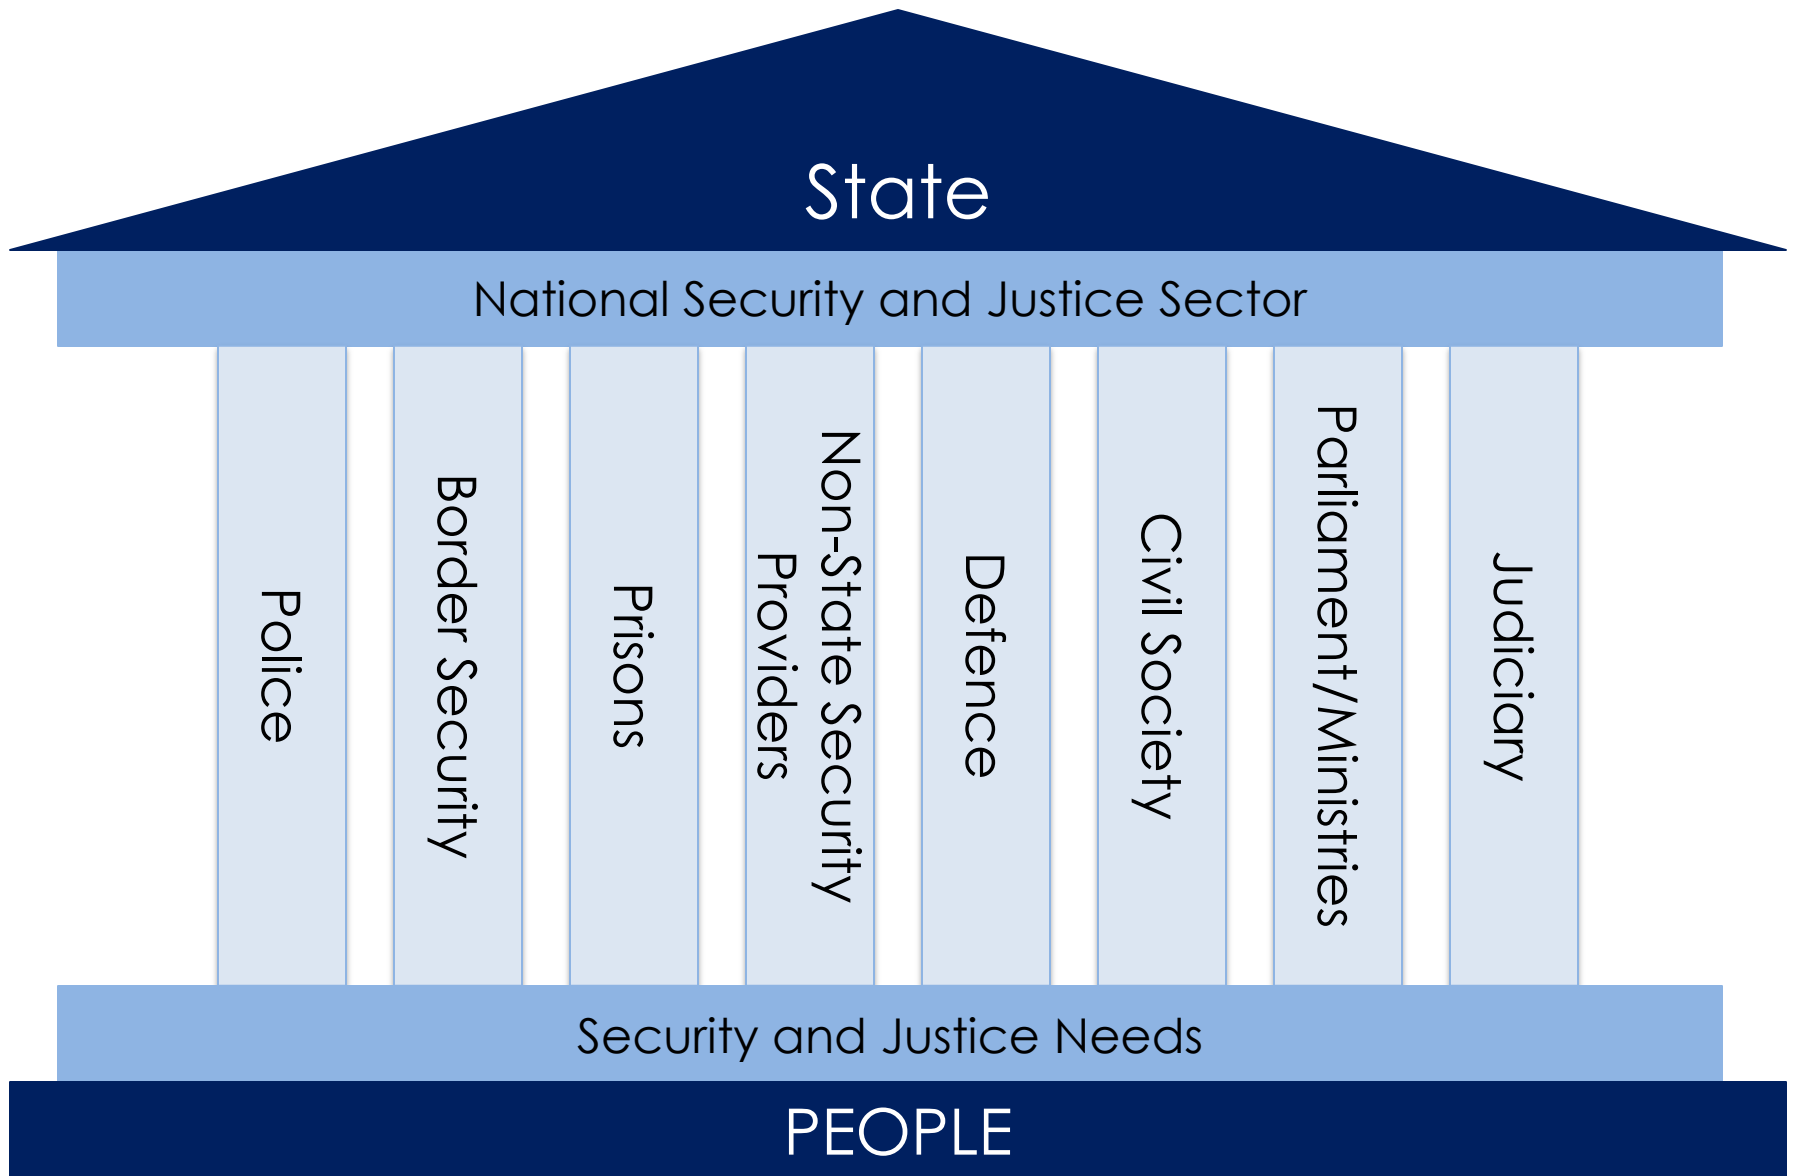 State
National Security and Justice Sector
Police
Border Security
Prisons
Non-State Security
Providers
Defence
Civil Society
Parliament/Ministries
Judiciary
Security and Justice Needs
PEOPLE